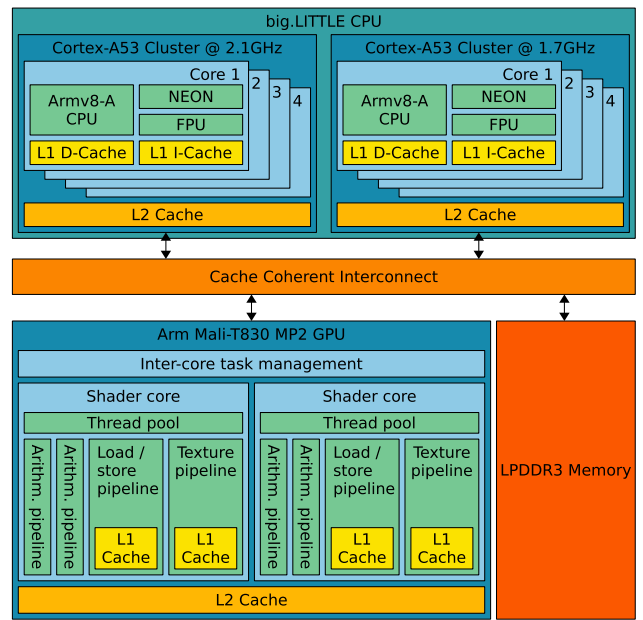 big.LITTLE CPU
Cortex-A53 Cluster @ 2.1GHz
Core 1
2
3
4
Armv8-A
CPU
NEON
FPU
L1 D-Cache
L1 I-Cache
L2 Cache
Cortex-A53 Cluster @ 1.7GHz
Core 1
2
3
4
Armv8-A
CPU
NEON
FPU
L1 D-Cache
L1 I-Cache
L2 Cache
Cache Coherent Interconnect
Arm Mali-T830 MP2 GPU
Inter-core task management
Shader core
Thread pool
Arithm. pipeline
Arithm. pipeline
Load /
store
pipeline
L1
Cache
Texture
pipeline
L1
Cache
Shader core
Thread pool
Arithm. pipeline
Arithm. pipeline
Load /
store
pipeline
L1
Cache
Texture
pipeline
L1
Cache
L2 Cache
LPDDR3 Memory